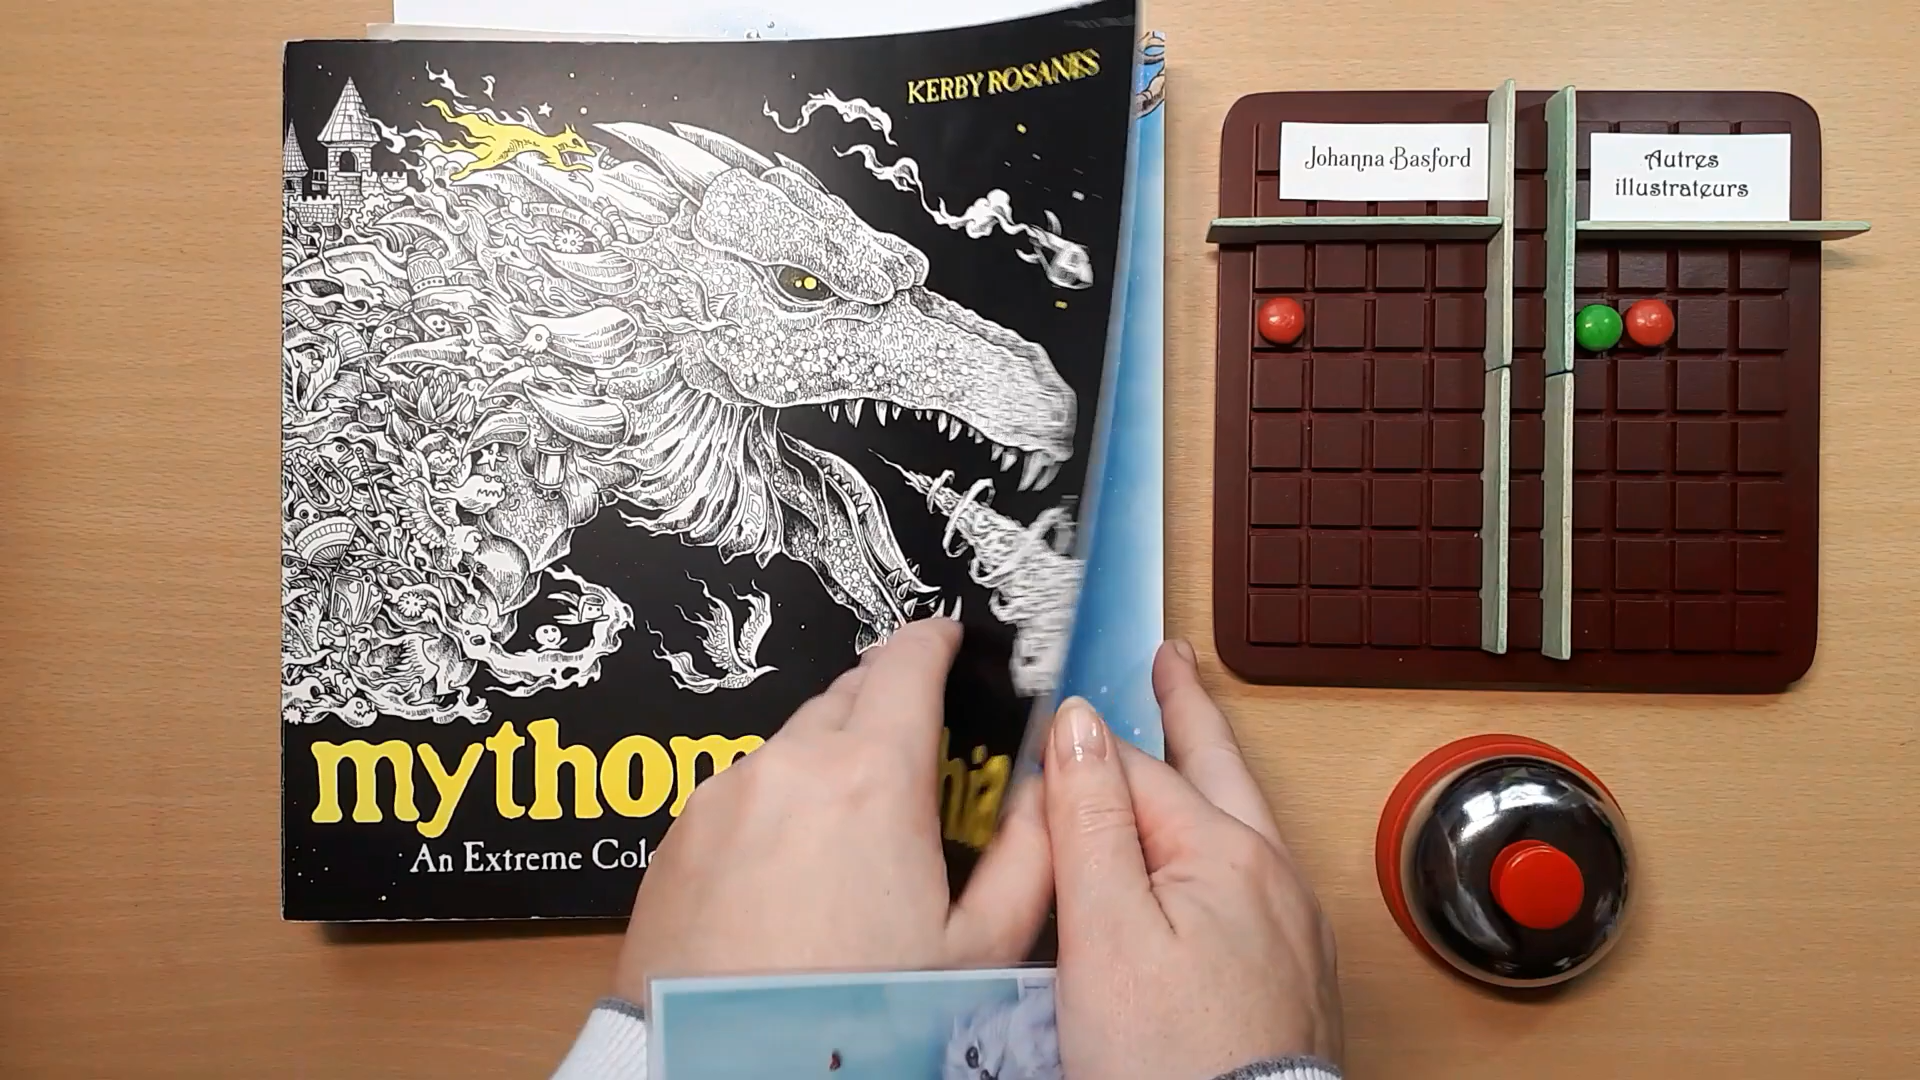 KERBY ROSANES
mythom hia
An Extreme Col
Johanna Basford
Autres
illustrateurs